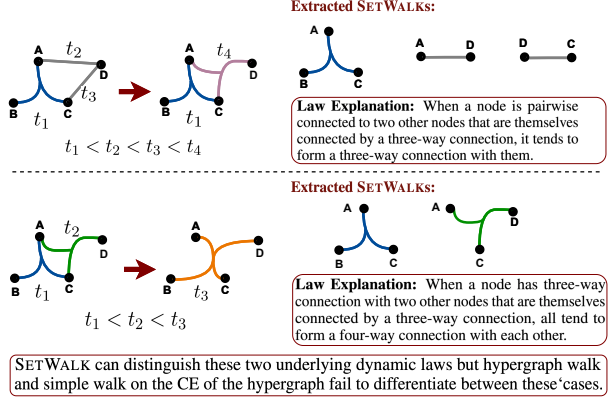 Extracted SETWALKS:
A
t2
D
t3
B
C
t1
A
t4
D
B
t1
C
t1 < t2 < t3 < t4
A
B
C
A
D
D
C
Law Explanation: When a node is pairwise
connected to two other nodes that are themselves
connected by a three-way connection, it tends to
form a three-way connection with them.
Extracted SETWALKS:
A
t2
D
B
t1
C
A
D
B
t3
C
t1 < t2 < t3
A
B
C
A
D
C
Law Explanation: When a node has three-way
connection with two other nodes that are themselves
connected by a three-way connection, all tend to
form a four-way connection with each other.
SETWALK can distinguish these two underlying dynamic laws but hypergraph walk
and simple walk on the CE of the hypergraph fail to differentiate between these‘cases.